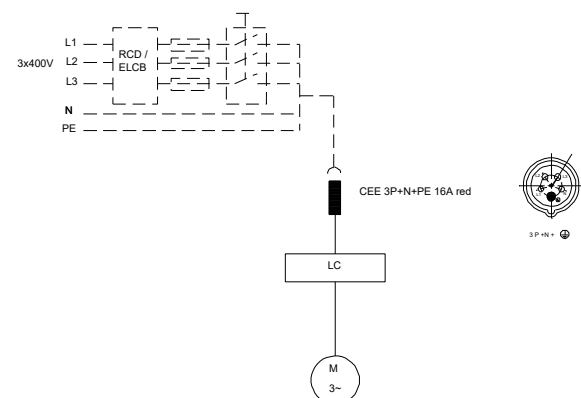 L1
3x400V
L2
L3
RCD /
ELCB
N
PE
CEE 3P+N+PE 16A red
3 P +N +
LC
M
3~